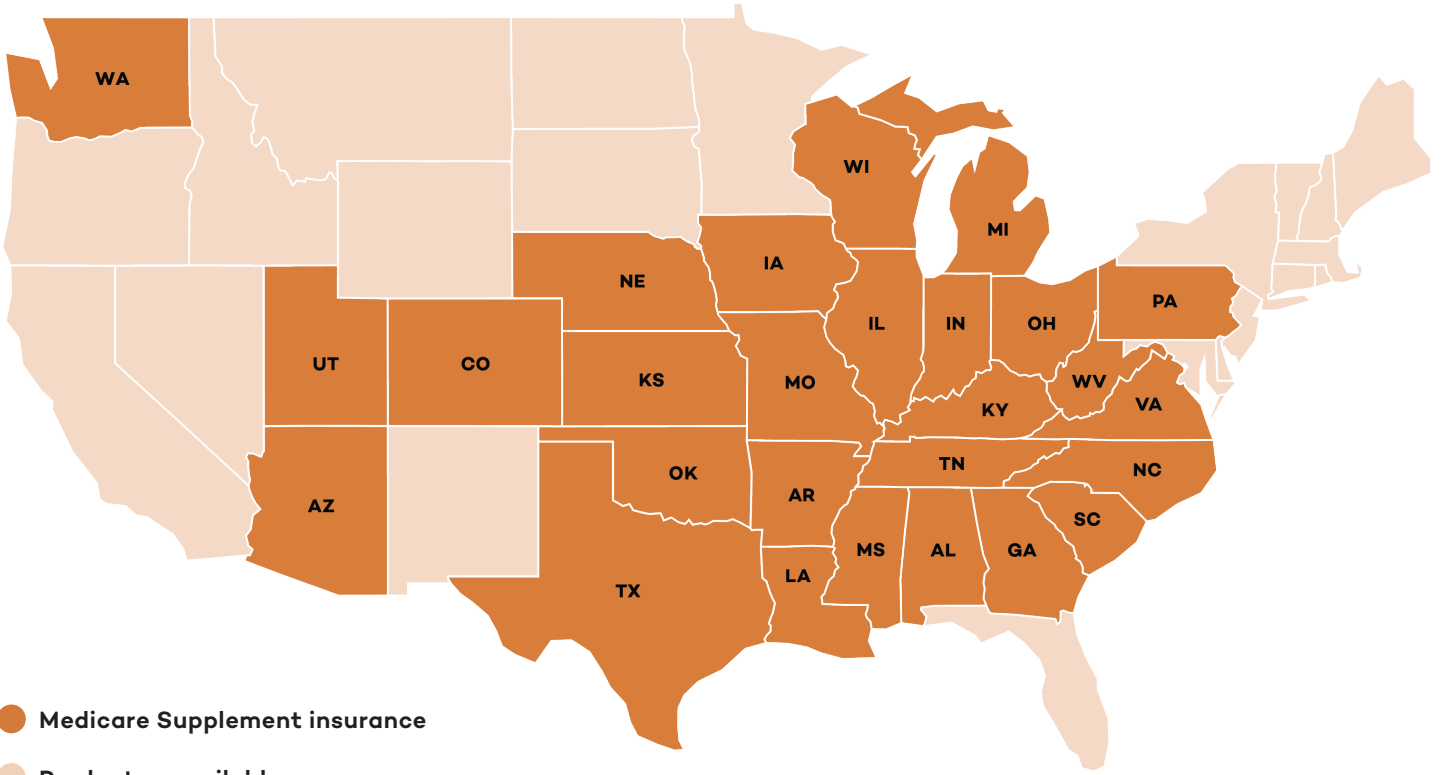 WA
WI
MI
NE
IA
PA
IL
IN
OH
UT
CO
KS
MO
WV
VA
KY
TN
NC
OK
AZ
AR
SC
MS
AL
GA
LA
TX
Medicare Supplement insurance